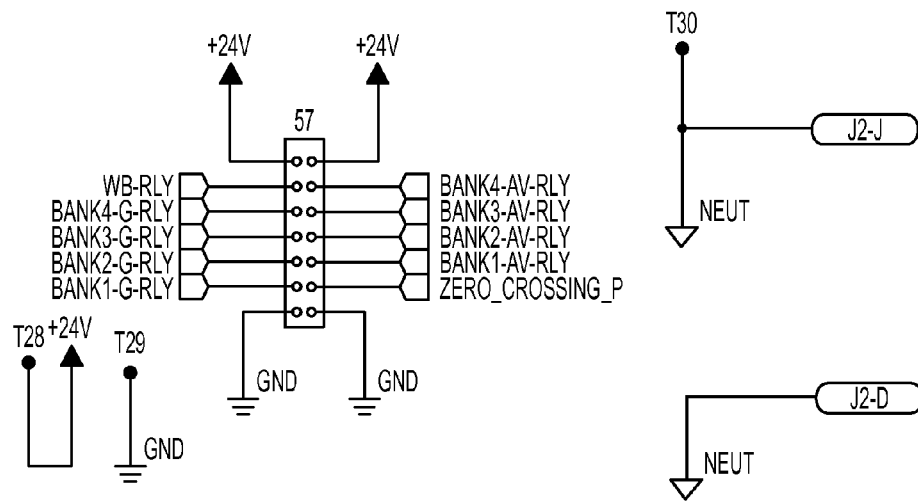 +24V
+24V
57
WB-RLY
BANK4-G-RLY
BANK3-G-RLY
BANK2-G-RLY
BANK1-G-RLY
BANK4-AV-RLY
BANK3-AV-RLY
BANK2-AV-RLY
BANK1-AV-RLY
ZERO_CROSSING_P
GND
GND
T28
+24V
T29
GND
T30
J2-J
NEUT
J2-D
NEUT